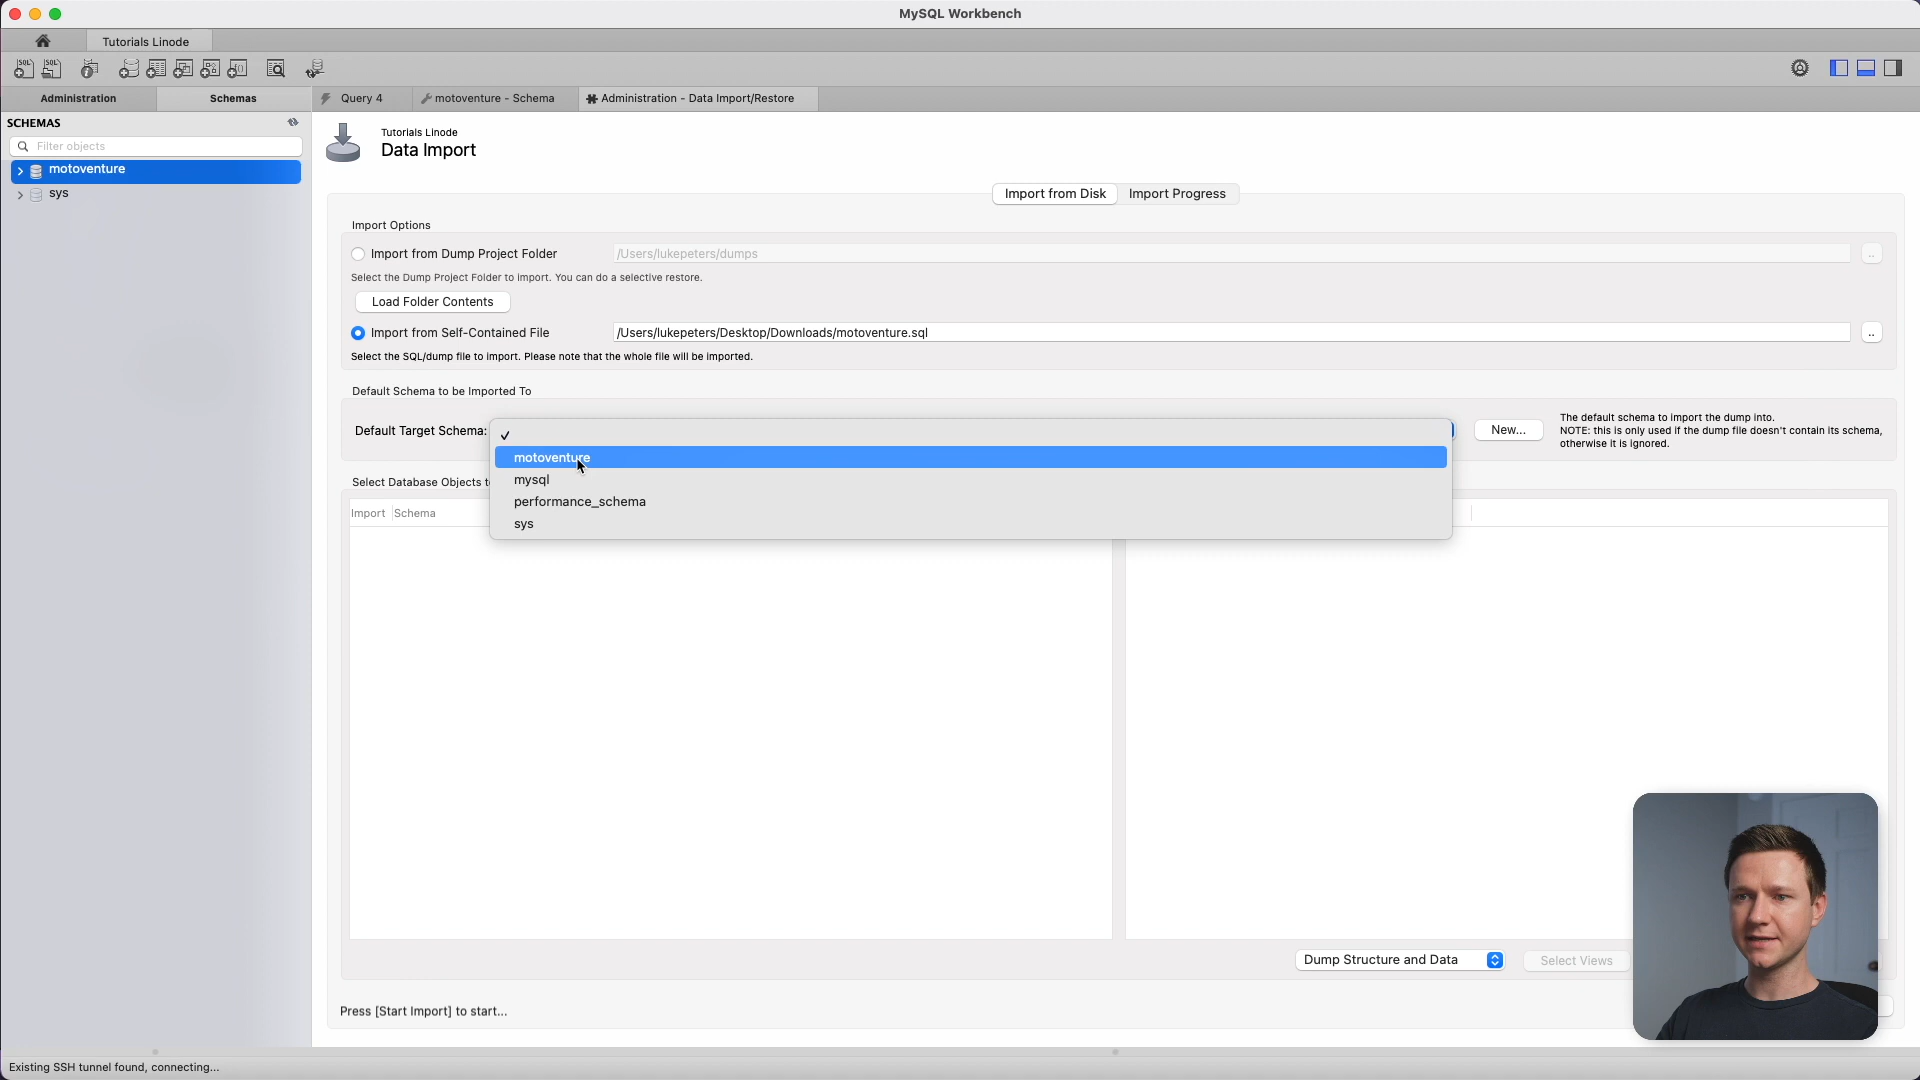 MySQL Workbench
Tutorials Linode
Administration
Schemas
Query 4
motoventure - Schema
Administration - Data Import/Restore
SCHEMAS
Filter objects
motoventure
sys
Tutorials Linode
Data Import
Import from Disk
Import Progress
Import Options
Import from Dump Project Folder
/Users/lukepeters/dumps
..
Select the Dump Project Folder to import. You can do a selective restore.
Load Folder Contents
Import from Self-Contained File
/Users/lukepeters/Desktop/Downloads/motoventure.sql
..
Select the SQL/dump file to import. Please note that the whole file will be imported.
Default Schema to be Imported To
Default Target Schema:
New...
The default schema to import the dump into.
NOTE: this is only used if the dump file doesn't contain its schema,
otherwise it is ignored.
motoventure
mysql
performance_schema
sys
Select Database Objects t
Import
Schema
Dump Structure and Data
Select Views
Press [Start Import] to start...
Existing SSH tunnel found, connecting...